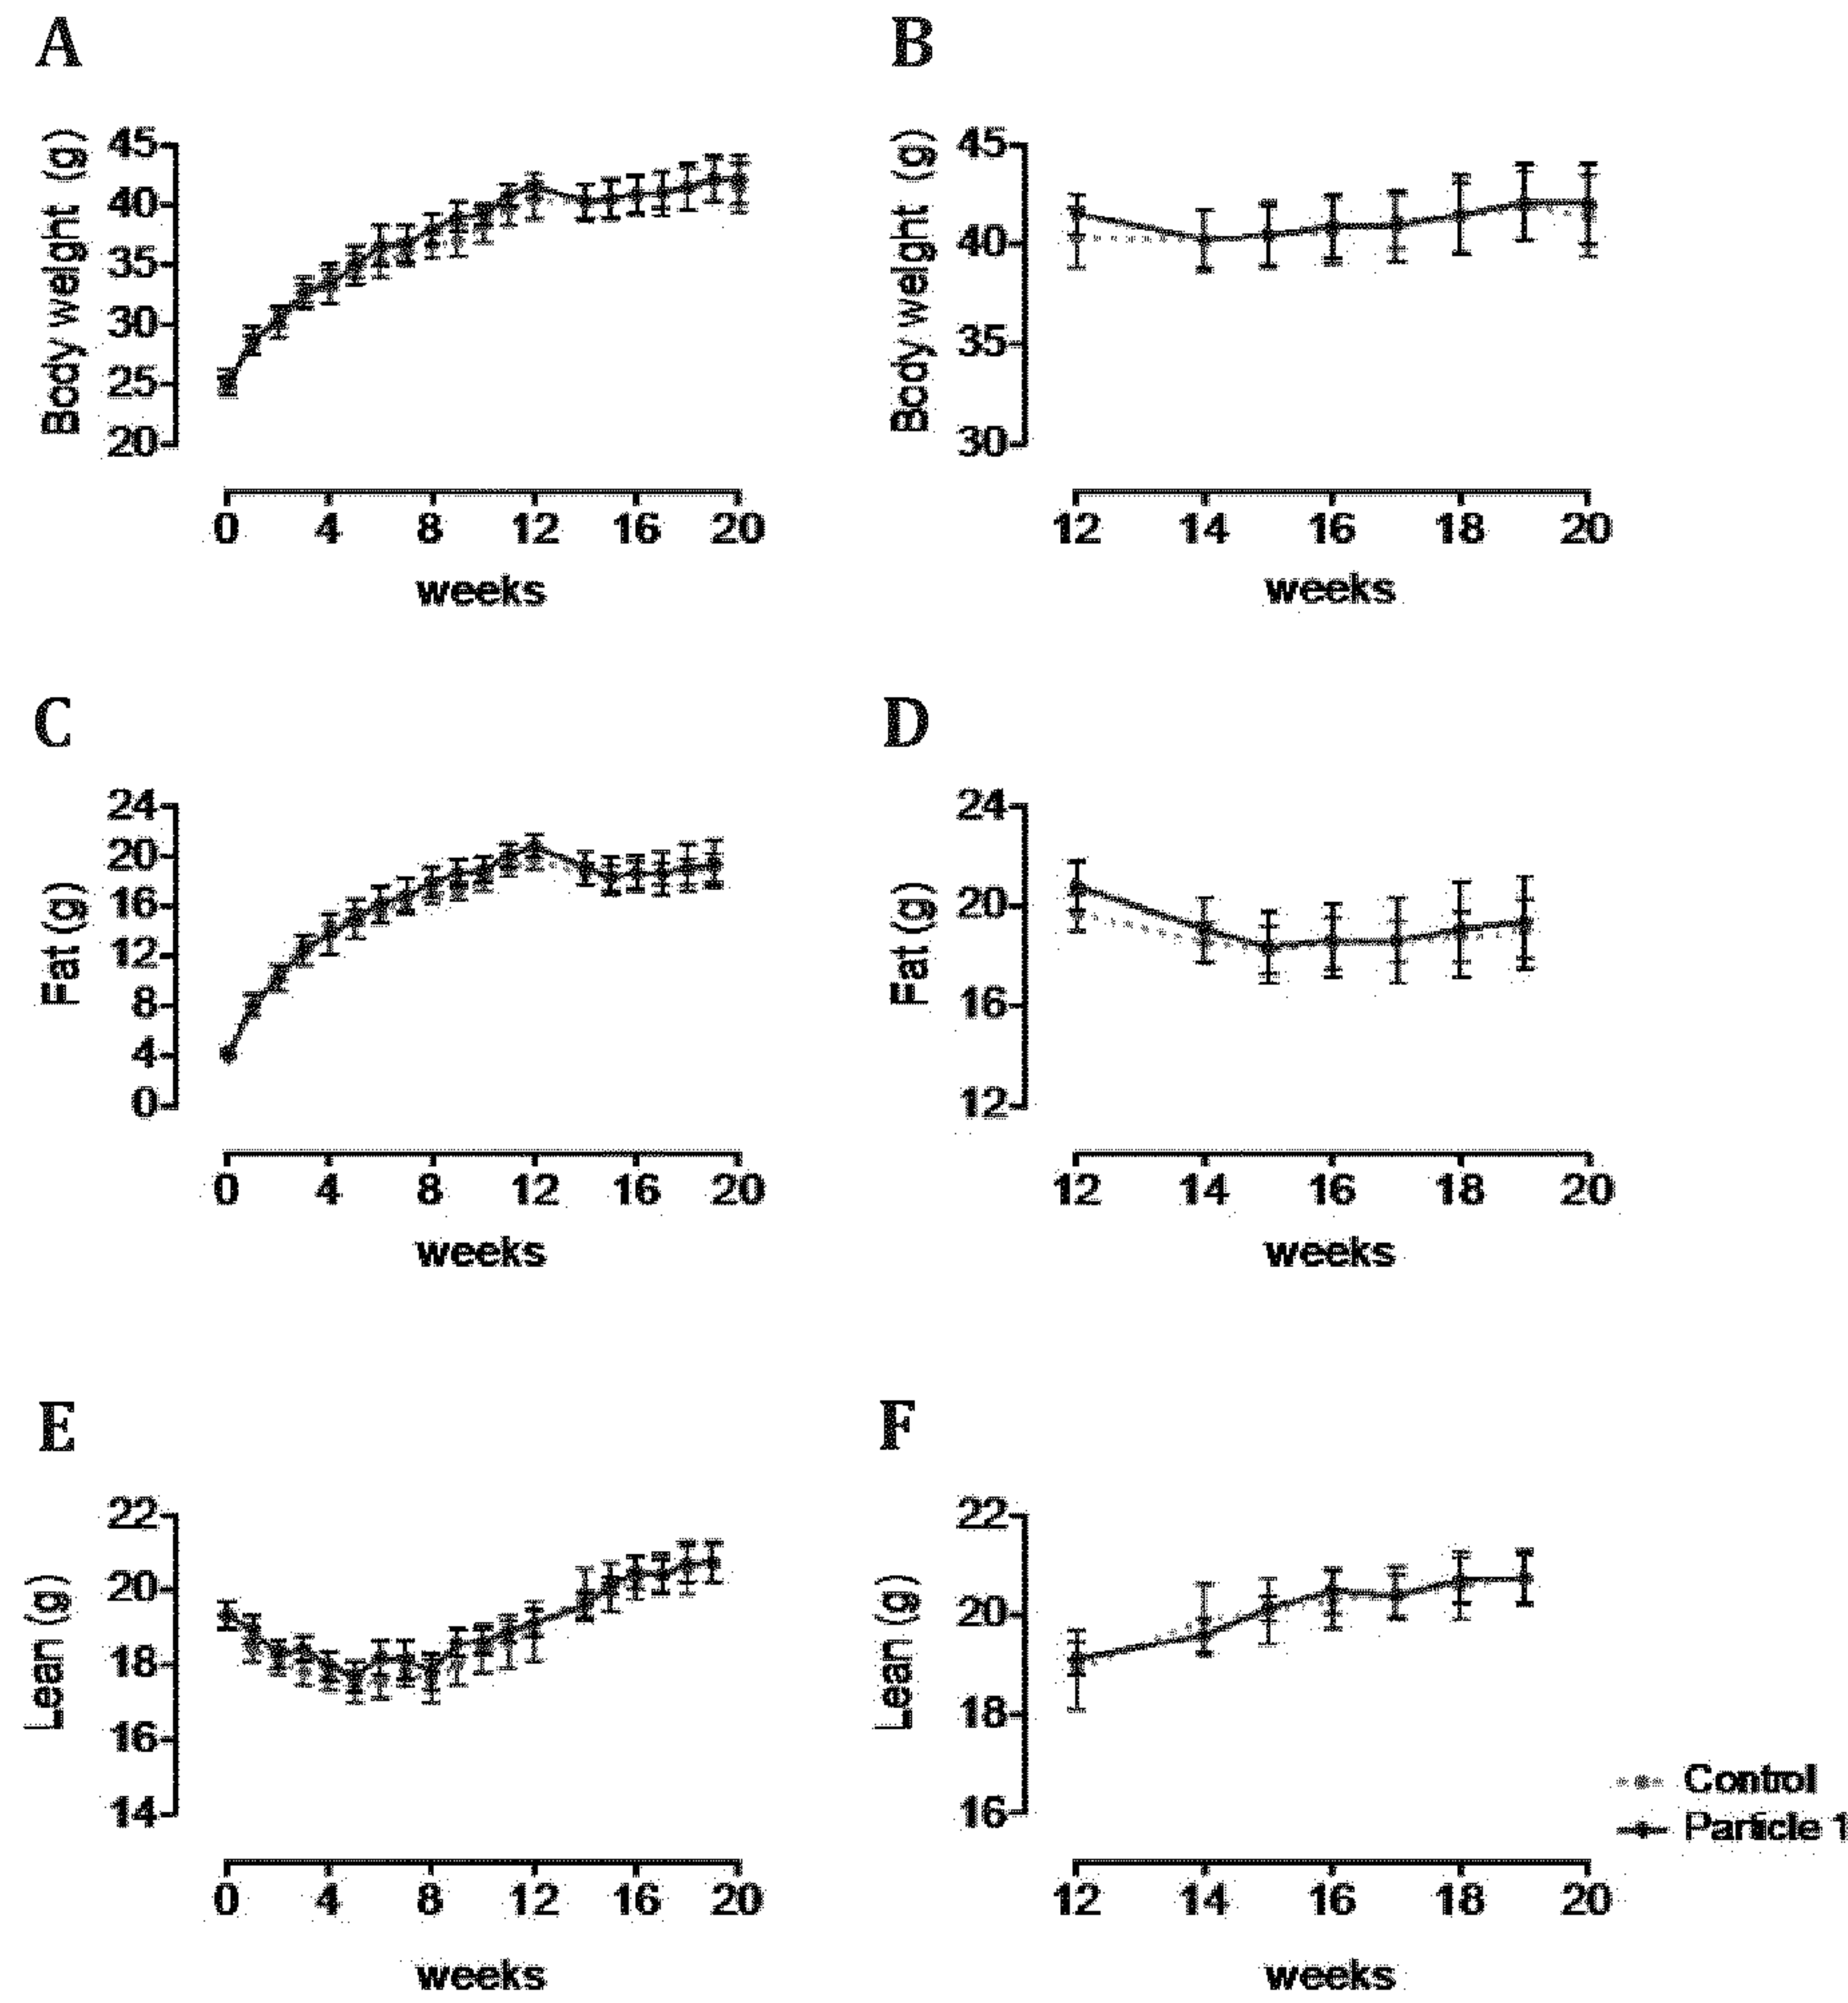 A
B
Body weight (g)
45
40
35
30
25
20
0 4 8 12 16 20
weeks
Body weight (g)
45
40
35
30
12 14 16 18 20
weeks
C
D
Fat (g)
24
20
16
12
8
4
0
0 4 8 12 16 20
weeks
Fat (g)
24
20
16
12
12 14 16 18 20
weeks
E
F
Lean (g)
22
20
18
16
14
0 4 8 12 16 20
weeks
Lean (g)
22
20
18
16
12 14 16 18 20
weeks
Control
Particle 1